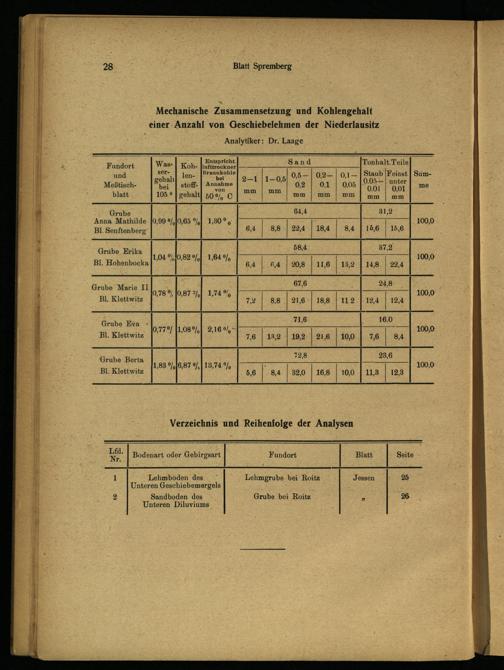 28
Blatt Spremberg
Mechanische Zusammensetzung und Kohlengehalt
einer Anzahl von Geschiebelehmen der Niederlausitz
Analytiker: Dr. Laage
Fundort und Meßtisch-blatt | Was-ser-gehalt bei 105° | Koh-len-stoff-gehalt | Entspricht lufttrockner Braunkohle bei Annahme von 50 % C | Sand | Tonhalt. Teile | Sum-me
2–1 mm | 1–0,5 mm | 0,5–0,2 mm | 0,2–0,1 mm | 0,1–0,05 mm | Staub 0,05–0,01 mm | Feinst unter 0,01 mm
Grube Anna Mathilde Bl. Senftenberg | 0,99 % | 0,65 % | 1,30 % | 64,4 | 31,2 | 100,0
6,4 | 8,8 | 22,4 | 18,4 | 8,4 | 15,6 | 15,6
Grube Erika Bl. Hohenbocka | 1,04 % | 0,82 % | 1,64 % | 58,4 | 37,2 | 100,0
6,4 | 6,4 | 20,8 | 11,6 | 13,2 | 14,8 | 22,4
Grube Marie II Bl. Klettwitz | 0,78 % | 0,87 % | 1,74 % | 67,6 | 24,8 | 100,0
7,2 | 8,8 | 21,6 | 18,8 | 11 2 | 12,4 | 12,4
Grube Eva Bl. Klettwitz | 0,77 % | 1,08 % | 2,16 % | 71,6 | 16.0 | 100,0
7,6 | 13,2 | 19,2 | 21,6 | 10,0 | 7,6 | 8,4
Grube Berta Bl. Klettwitz | 1,83 % | 6,87 % | 13,74 % | 72,8 | 23,6 | 100,0
5,6 | 8,4 | 32,0 | 16,8 | 10,0 | 11,3 | 12,3
Verzeichnis und Reihenfolge der Analysen
Lfd. Nr. | Bodenart oder Gebirgsart | Fundort | Blatt | Seite
1 | Lehmboden des Unteren Geschiebemergels | Lehmgrube bei Roitz | Jessen | 25
2 | Sandboden des Unteren Diluviums | Grube bei Roitz | „ | 26